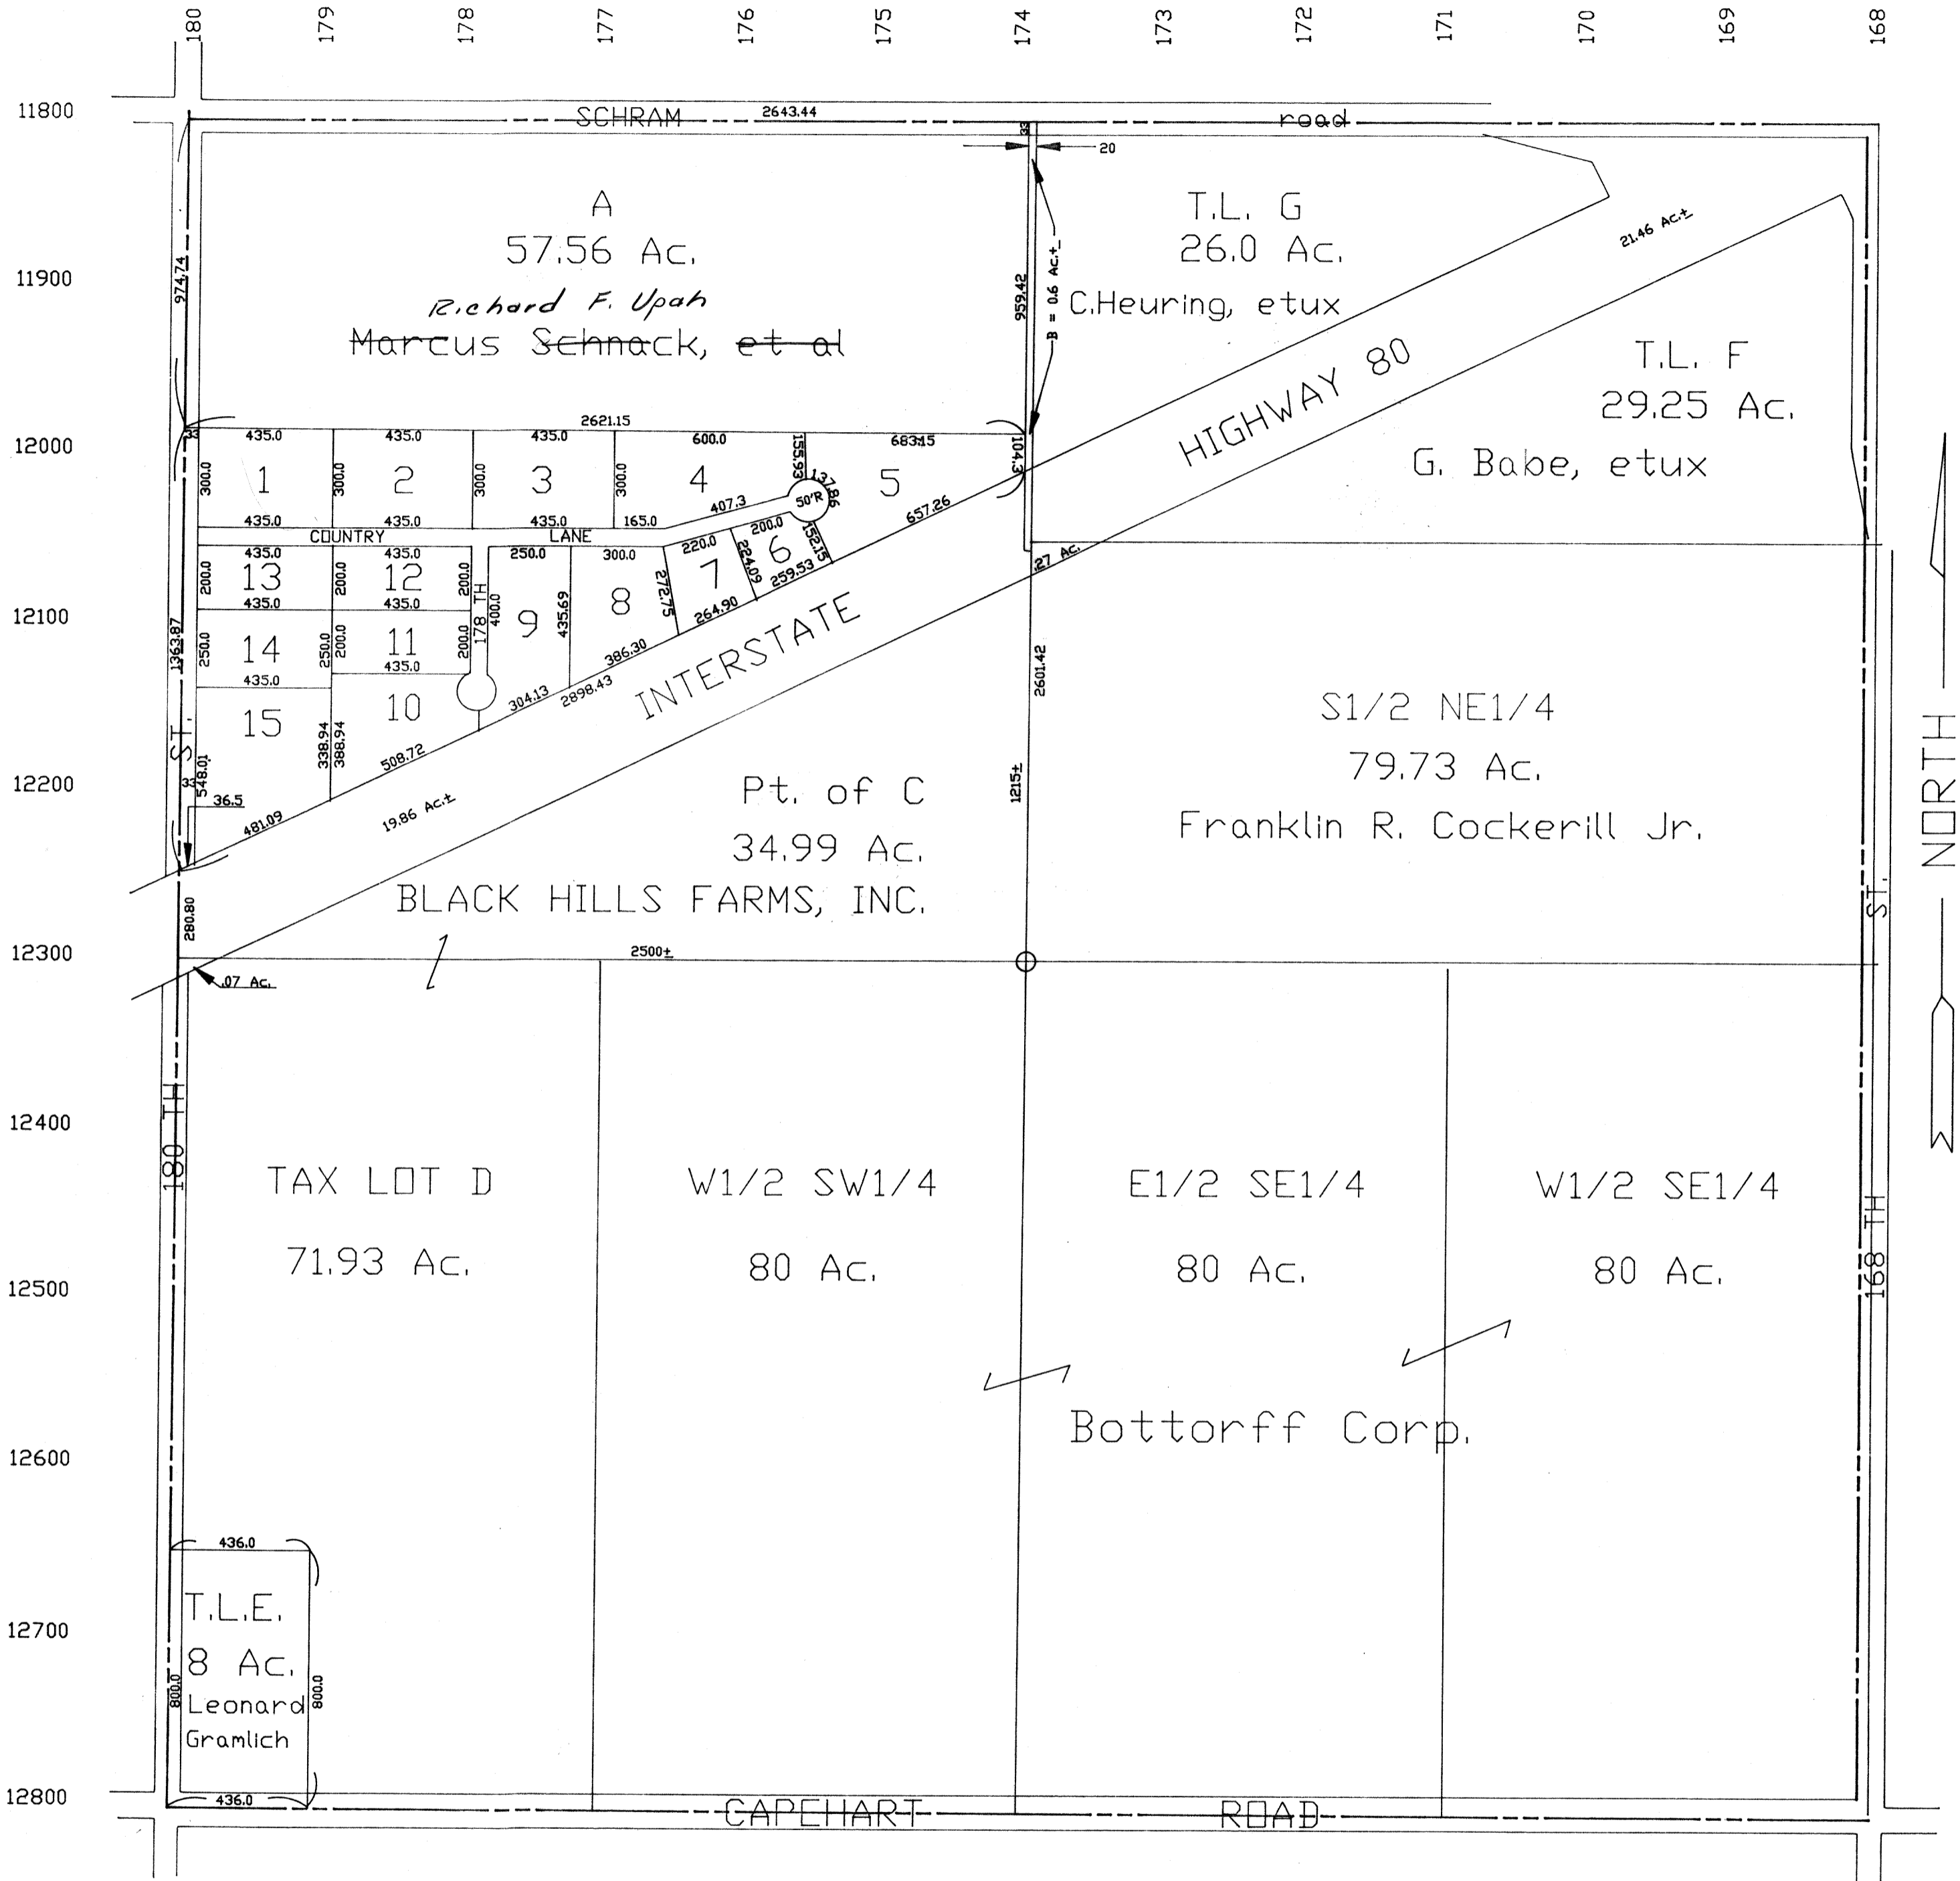 180 179 178 177 176 175 174 173 172 171 170 169 168
11800
SCHRAM 2643.44 road
33
20
A
57.56 Ac.
Richard F. Upah
Marcus Schnack, et al
974.74
11900
959.42
B = 0.6 Ac.±
T.L. G
26.0 Ac.
C.Heuring, etux
21.46 Ac.±
T.L. F
29.25 Ac.
G. Babe, etux
HIGHWAY 80
12000
33
2621.15
435.0 435.0 435.0 600.0 683.15
300.0 1 300.0 2 300.0 3 300.0 4 155.93 5 104.3
137.86
50'R
407.3
657.26
435.0 435.0 435.0 165.0
COUNTRY LANE
435.0 435.0 250.0 300.0 220.0 200.0
200.0 13 200.0 12 200.0
178 TH
400.0
9 435.69 8 272.75 7 224.09 6 152.15
259.53
264.90
.27 Ac.
12100
435.0 435.0
1363.87
250.0 14 250.0 200.0 11 200.0
435.0 435.0
386.30
304.13
2898.43
INTERSTATE
2601.42
15 10
338.94 388.94
508.72
ST.
12200
33
548.01
36.5
481.09
19.86 Ac.±
Pt. of C
34.99 Ac.
BLACK HILLS FARMS, INC.
1215±
S1/2 NE1/4
79.73 Ac.
Franklin R. Cockerill Jr.
NORTH
ST.
280.80
12300
2500±
.07 Ac.
12400
180 TH
TAX LOT D
71.93 Ac.
W1/2 SW1/4
80 Ac.
E1/2 SE1/4
80 Ac.
W1/2 SE1/4
80 Ac.
168 TH
12500
Bottorff Corp.
12600
436.0
T.L.E.
8 Ac.
Leonard
Gramlich
800.0 800.0
12700
12800
436.0
CAPEHART ROAD